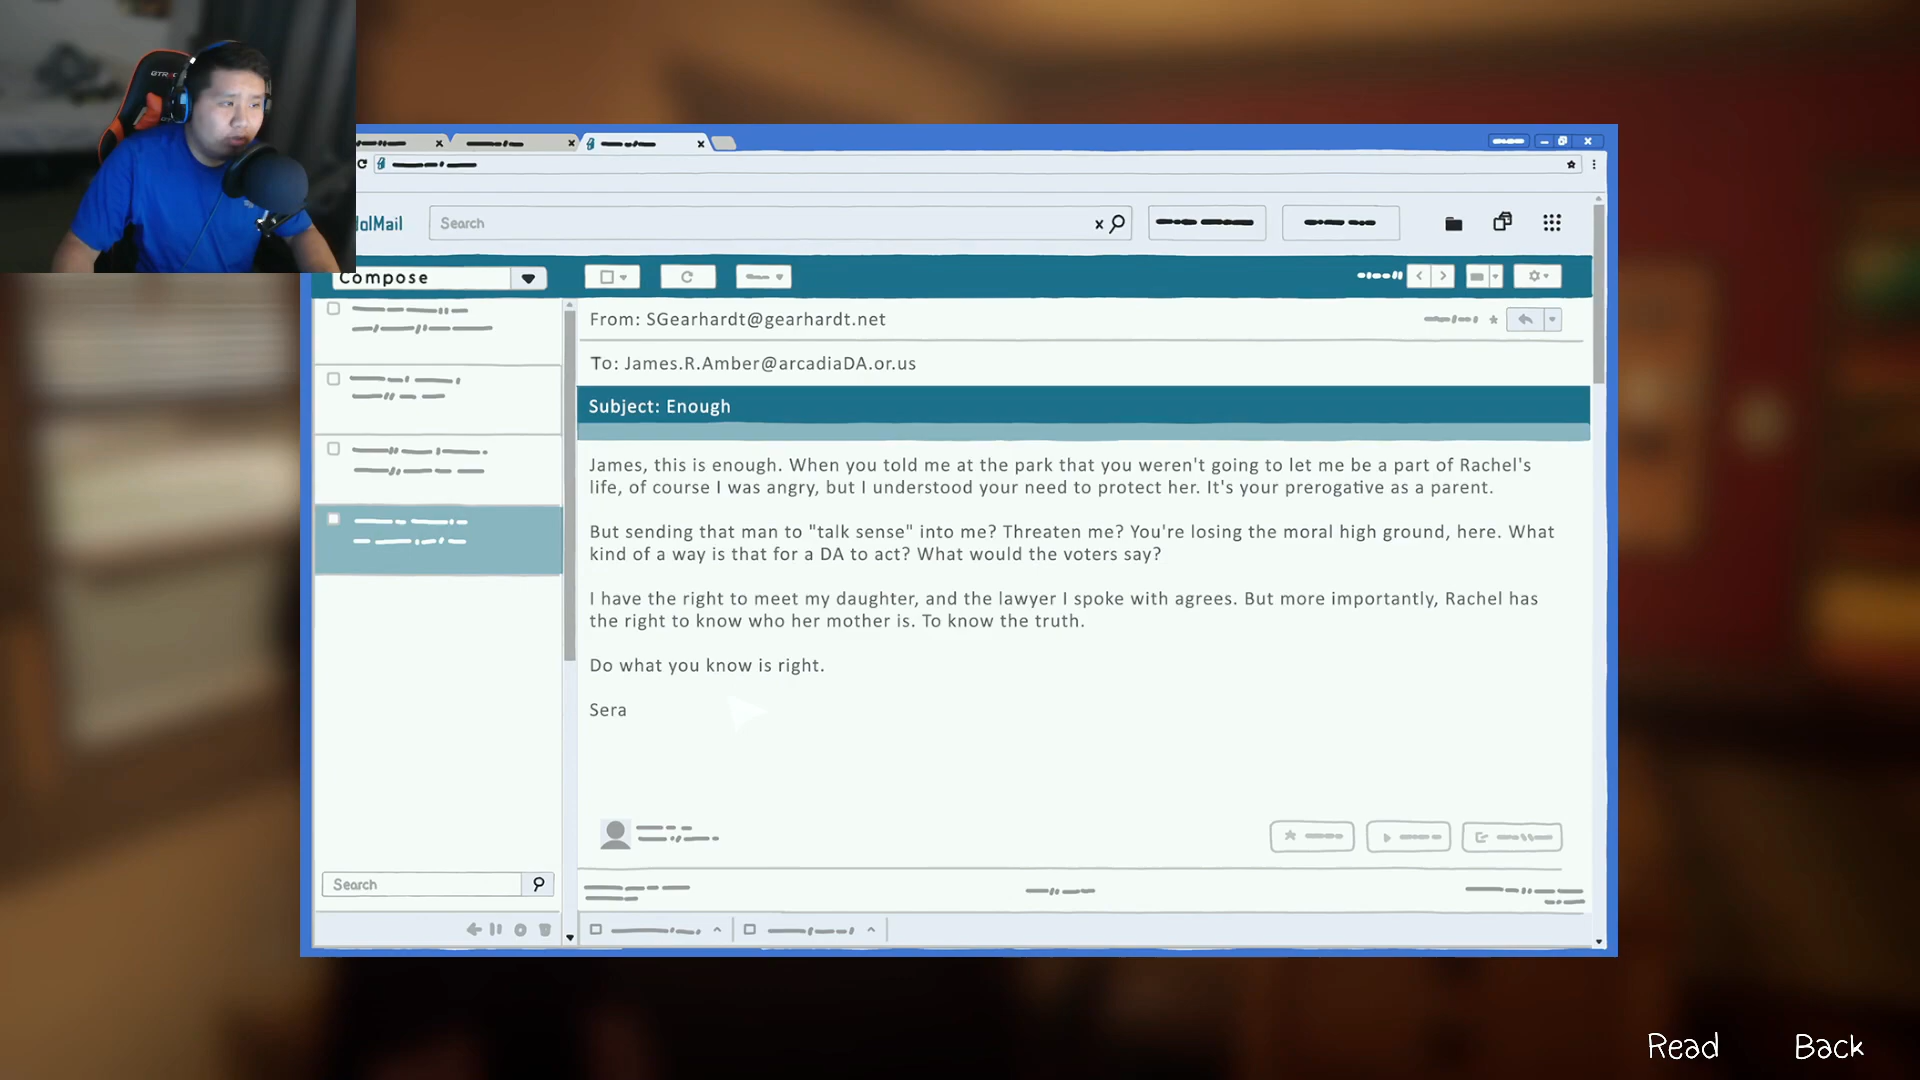 GTRACING
olMail
Search
x
Compose
From: SGearhardt@gearhardt.net
To: James.R.Amber@arcadiaDA.or.us
Subject: Enough
James, this is enough. When you told me at the park that you weren't going to let me be a part of Rachel's
life, of course I was angry, but I understood your need to protect her. It's your prerogative as a parent.
But sending that man to "talk sense" into me? Threaten me? You're losing the moral high ground, here. What
kind of a way is that for a DA to act? What would the voters say?
I have the right to meet my daughter, and the lawyer I spoke with agrees. But more importantly, Rachel has
the right to know who her mother is. To know the truth.
Do what you know is right.
Sera
Search
Read
Back